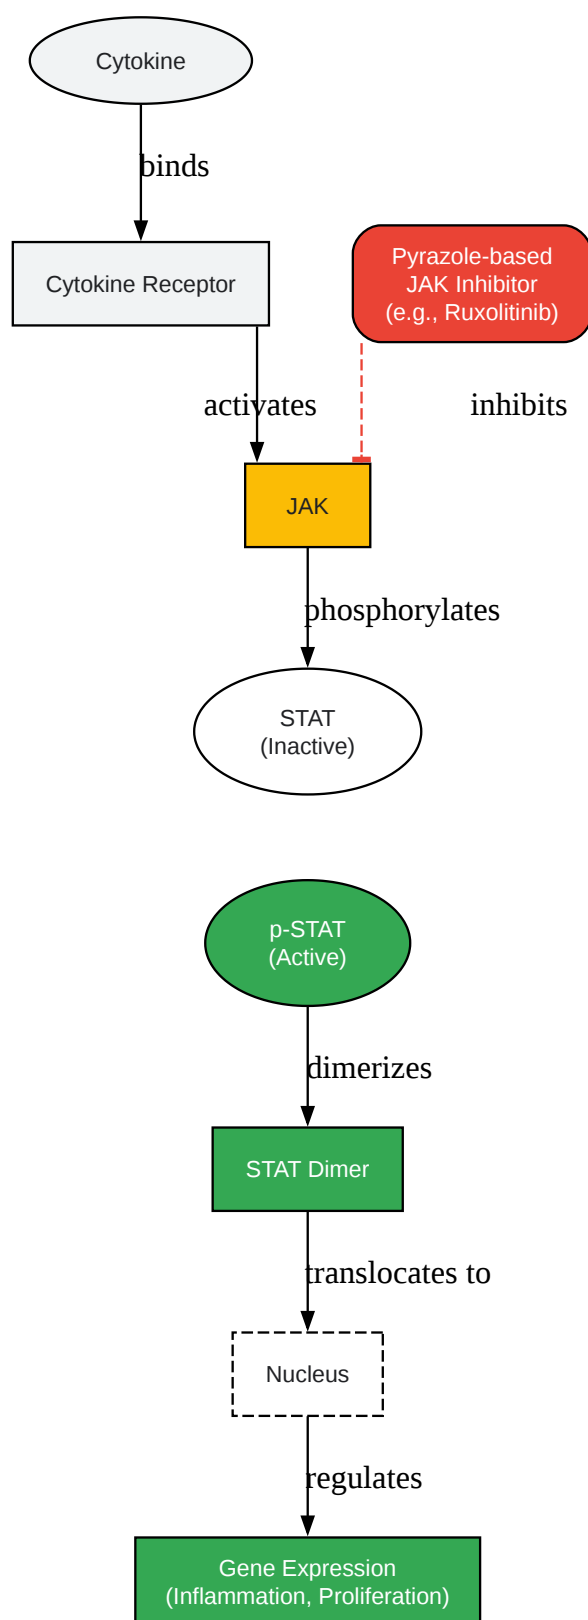 Cytokine
binds
Cytokine Receptor
Pyrazole-based
JAK Inhibitor
(e.g., Ruxolitinib)
activates
inhibits
JAK
phosphorylates
STAT
(Inactive)
p-STAT
(Active)
dimerizes
STAT Dimer
translocates to
Nucleus
regulates
Gene Expression
(Inflammation, Proliferation)